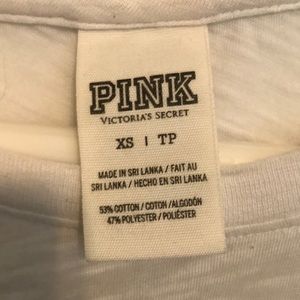 PINK
VICTORIA'S SECRET
XS | TP
MADE IN SRI LANKA / FAIT AU
SRI LANKA / HECHO EN SRI LANKA
53% COTTON / COTON / ALGODÓN
47% POLYESTER / POLIÉSTER